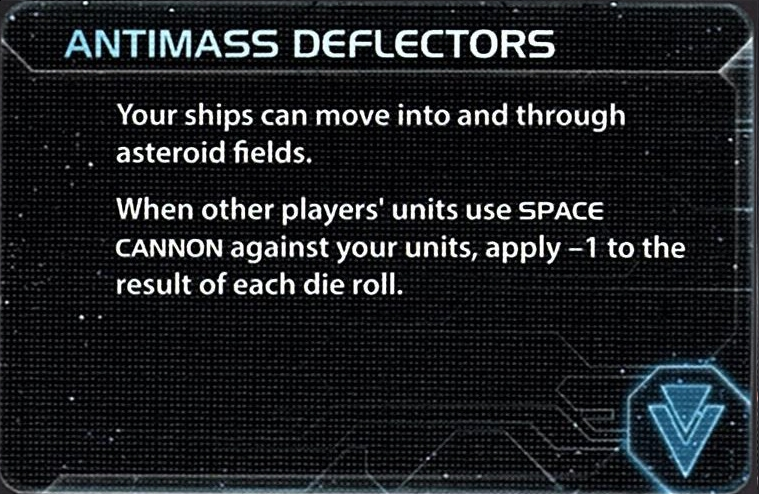 ANTIMASS DEFLECTORS
Your ships can move into and through
asteroid fields.
When other players' units use SPACE
CANNON against your units, apply –1 to the
result of each die roll.